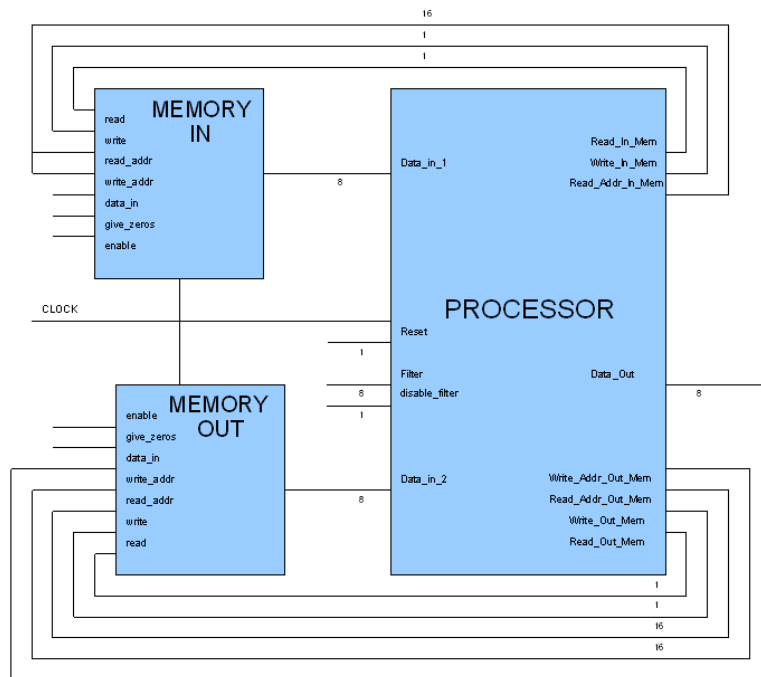 16
1
1
MEMORY
IN
read
write
read_addr
write_addr
data_in
give_zeros
enable
8
Data_in_1
Read_In_Mem
Write_In_Mem
Read_Addr_In_Mem
CLOCK
PROCESSOR
Reset
1
Filter
8
disable_filter
1
Data_Out
8
MEMORY
OUT
enable
give_zeros
data_in
write_addr
read_addr
write
read
8
Data_in_2
Write_Addr_Out_Mem
Read_Addr_Out_Mem
Write_Out_Mem
Read_Out_Mem
1
1
16
16